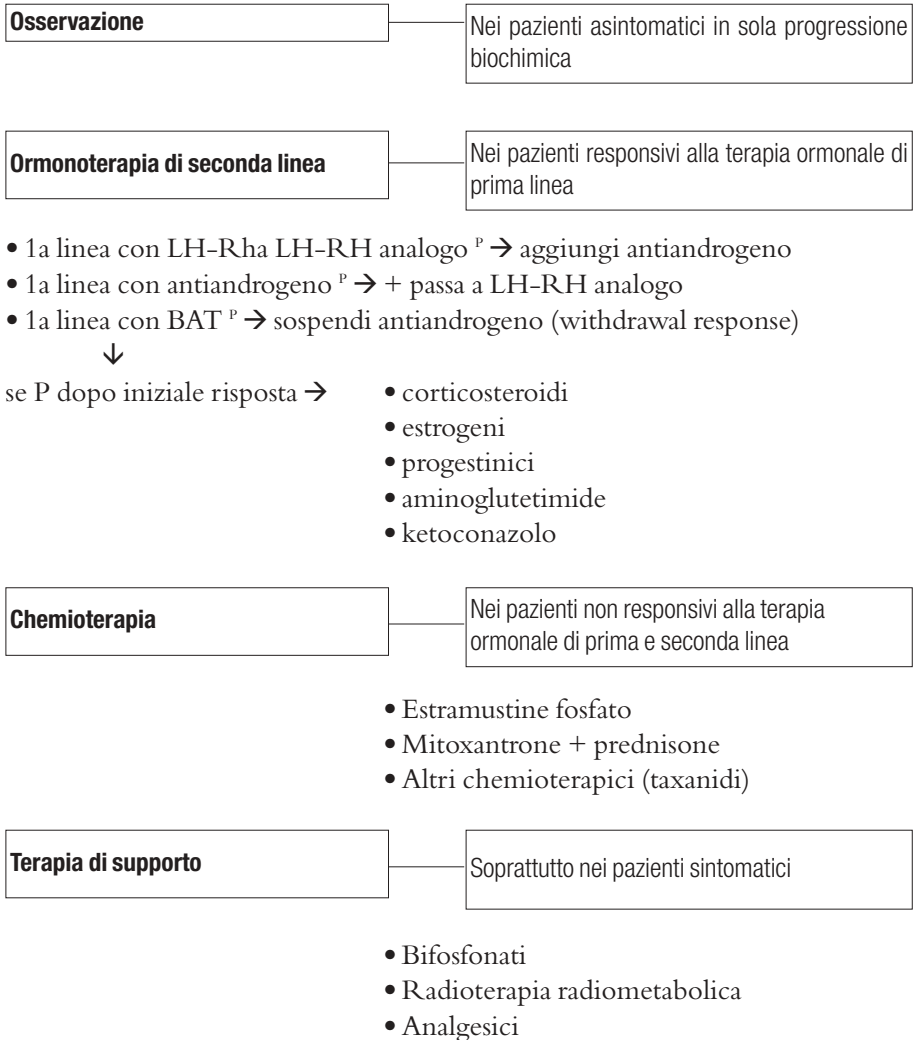 Osservazione
Nei pazienti asintomatici in sola progressione
biochimica
Ormonoterapia di seconda linea
Nei pazienti responsivi alla terapia ormonale di
prima linea
• 1a linea con LH-Rha LH-RH analogo ᴾ → aggiungi antiandrogeno
• 1a linea con antiandrogeno ᴾ → + passa a LH-RH analogo
• 1a linea con BAT ᴾ → sospendi antiandrogeno (withdrawal response)
↓
se P dopo iniziale risposta → • corticosteroidi
• estrogeni
• progestinici
• aminoglutetimide
• ketoconazolo
Chemioterapia
Nei pazienti non responsivi alla terapia
ormonale di prima e seconda linea
• Estramustine fosfato
• Mitoxantrone + prednisone
• Altri chemioterapici (taxanidi)
Terapia di supporto
Soprattutto nei pazienti sintomatici
• Bifosfonati
• Radioterapia radiometabolica
• Analgesici